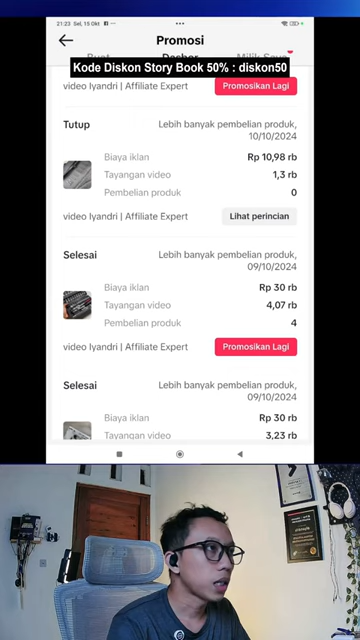 21:23 Sel, 15 Okt
Promosi
Kode Diskon Story Book 50% : diskon50
video Iyandri | Affiliate Expert
Promosikan Lagi
Tutup
Lebih banyak pembelian produk,
10/10/2024
Biaya iklan Rp 10,98 rb
Tayangan video 1,3 rb
Pembelian produk 0
video Iyandri | Affiliate Expert
Lihat perincian
Selesai
Lebih banyak pembelian produk,
09/10/2024
Biaya iklan Rp 30 rb
Tayangan video 4,07 rb
Pembelian produk 4
video Iyandri | Affiliate Expert
Promosikan Lagi
Selesai
Lebih banyak pembelian produk,
09/10/2024
Biaya iklan Rp 30 rb
Tayangan video 3,23 rb